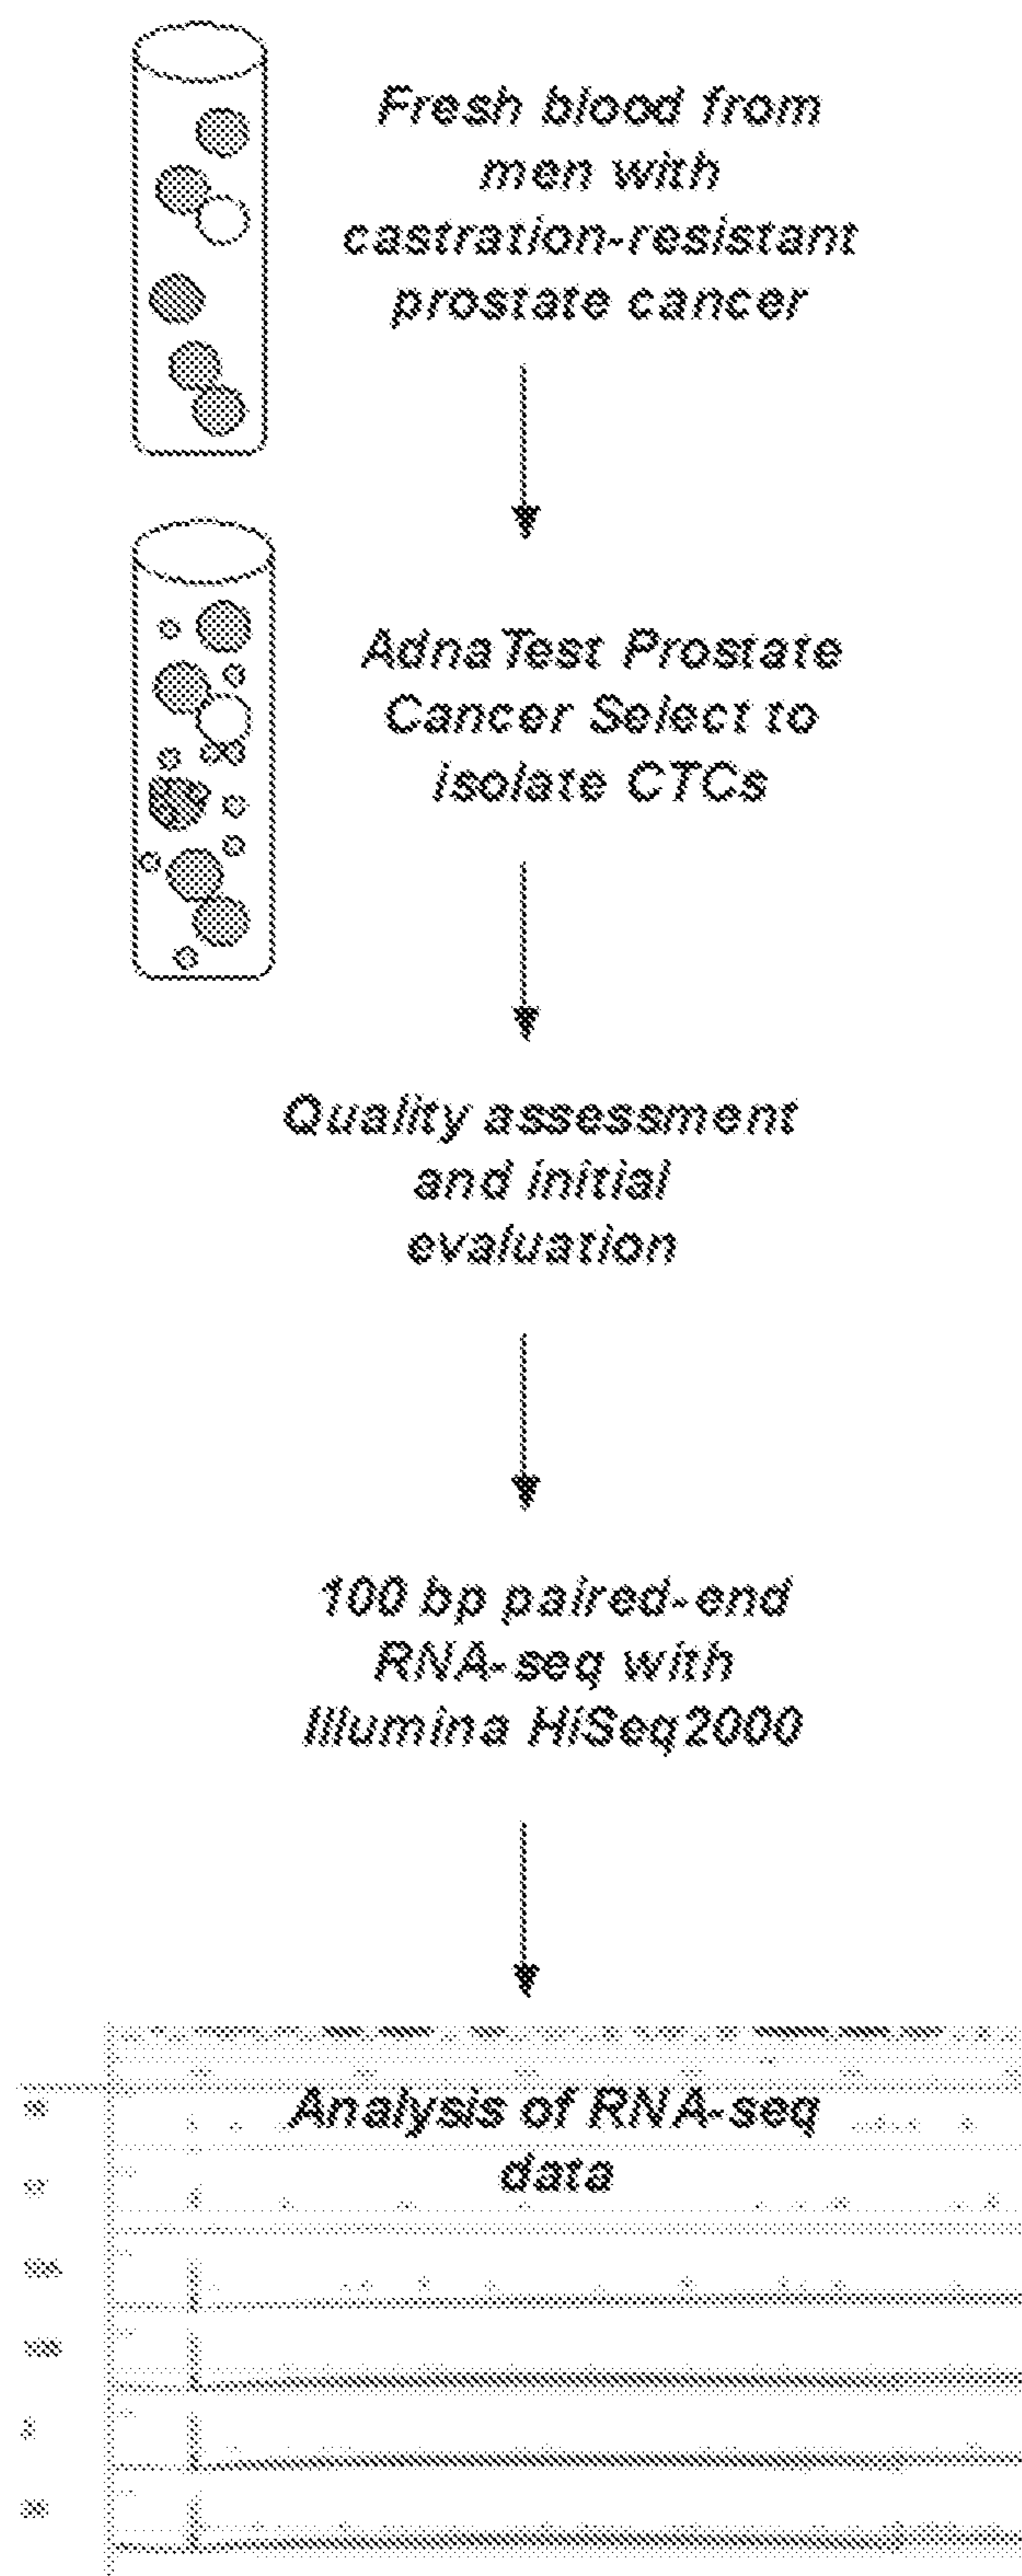 Fresh blood from
men with
castration-resistant
prostate cancer
AdnaTest Prostate
Cancer Select to
isolate CTCs
Quality assessment
and initial
evaluation
100 bp paired-end
RNA-seq with
Illumina HiSeq2000
Analysis of RNA-seq
data